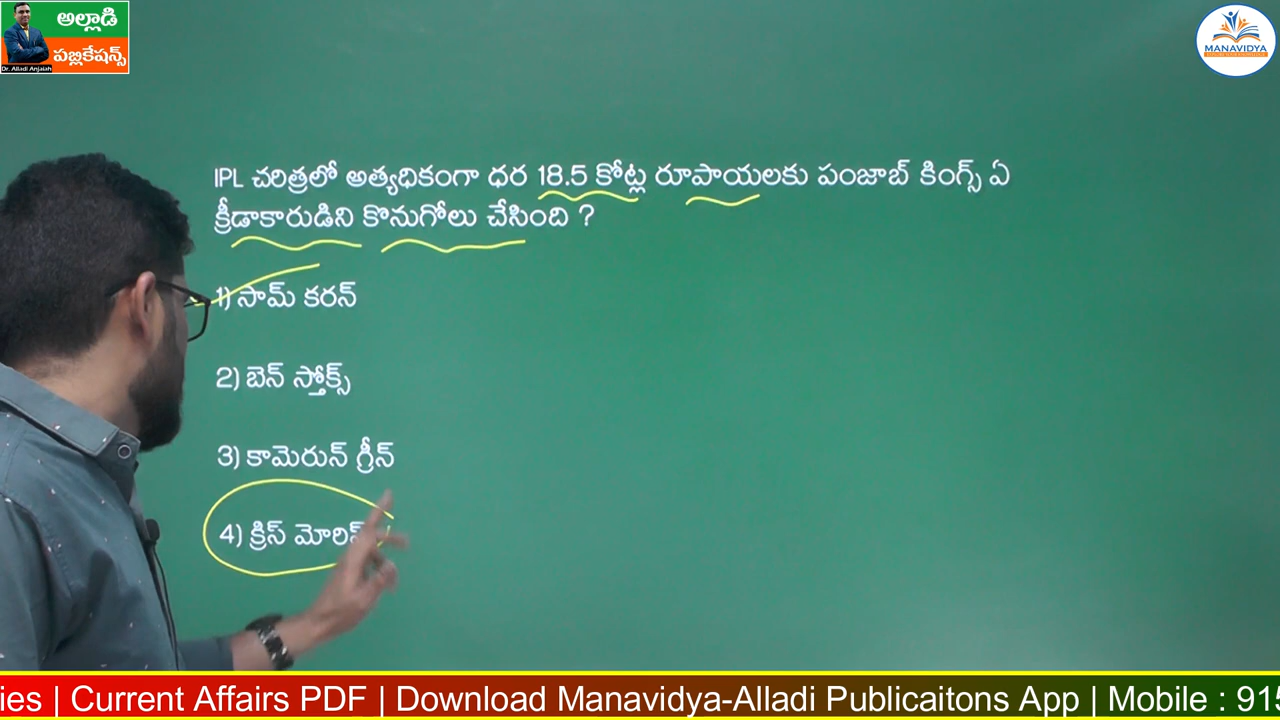 అల్లాడి
పబ్లికేషన్స్
Dr. Alladi Anjaiah
MANAVIDYA
IPL చరిత్రలో అత్యధికంగా ధర 18.5 కోట్ల రూపాయలకు పంజాబ్ కింగ్స్ ఏ
క్రీడాకారుడిని కొనుగోలు చేసింది ?
1) సామ్ కరన్
2) బెన్ స్తోక్స్
3) కామెరున్ గ్రీన్
4) క్రిస్ మోరిస్
ies | Current Affairs PDF | Download Manavidya-Alladi Publicaitons App | Mobile : 915